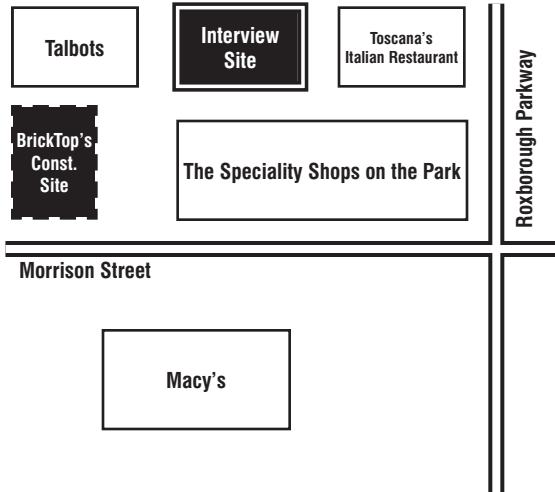 Talbots
Interview
Site
Toscana's
Italian Restaurant
Roxborough Parkway
BrickTop's
Const.
Site
The Speciality Shops on the Park
Morrison Street
Macy's